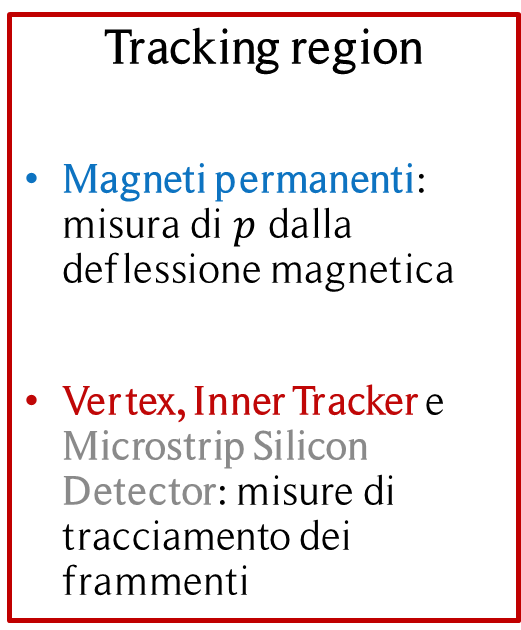 Tracking region
• Magneti permanenti:
misura di p dalla
deflessione magnetica
• Vertex, Inner Tracker e
Microstrip Silicon
Detector: misure di
tracciamento dei
frammenti